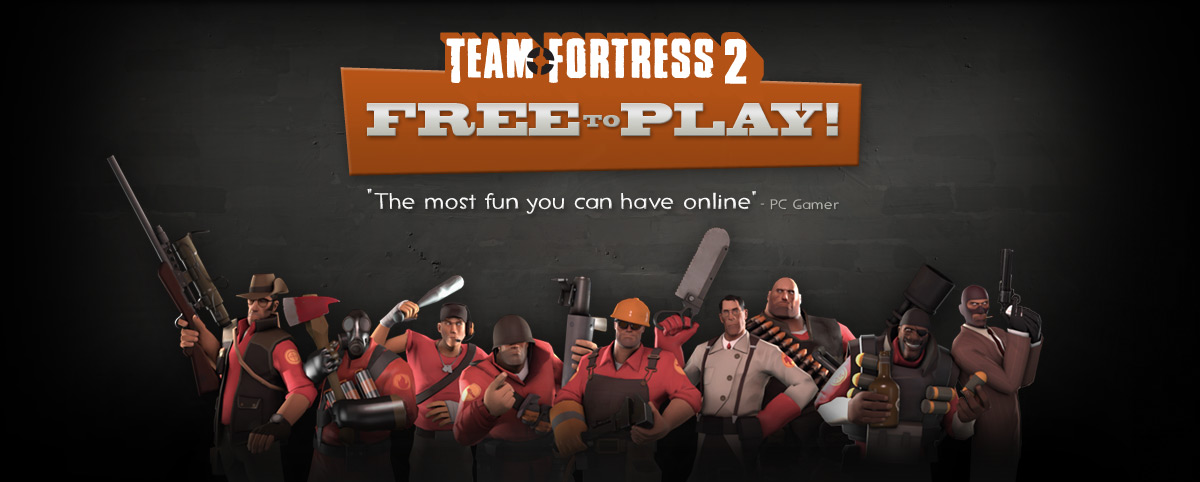 TEAM FORTRESS 2
FREE TO PLAY!
"The most fun you can have online" - PC Gamer